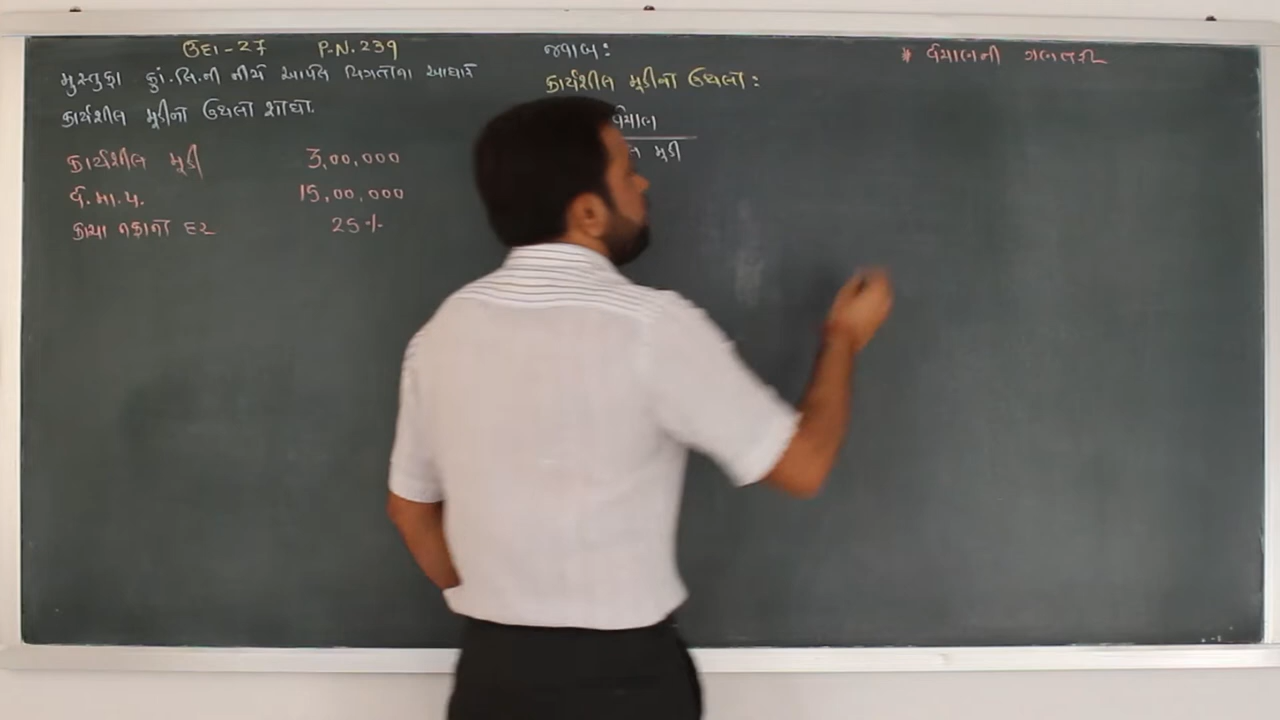 ઉદા-27 P.N. 239
મુસ્તુફા કાં.લિ.ની નીચે આપેલ વિગતોના આધારે
કાર્યશીલ મૂડીનો ઉથલો શોધો.
કાર્યશીલ મૂડી 3,00,000
વે.મા.પ. 15,00,000
કાચા નફાનો દર 25%
જવાબ:
કાર્યશીલ મૂડીનો ઉથલો:
વેચાણ
મૂડી
* વેચાણની ગણતરી